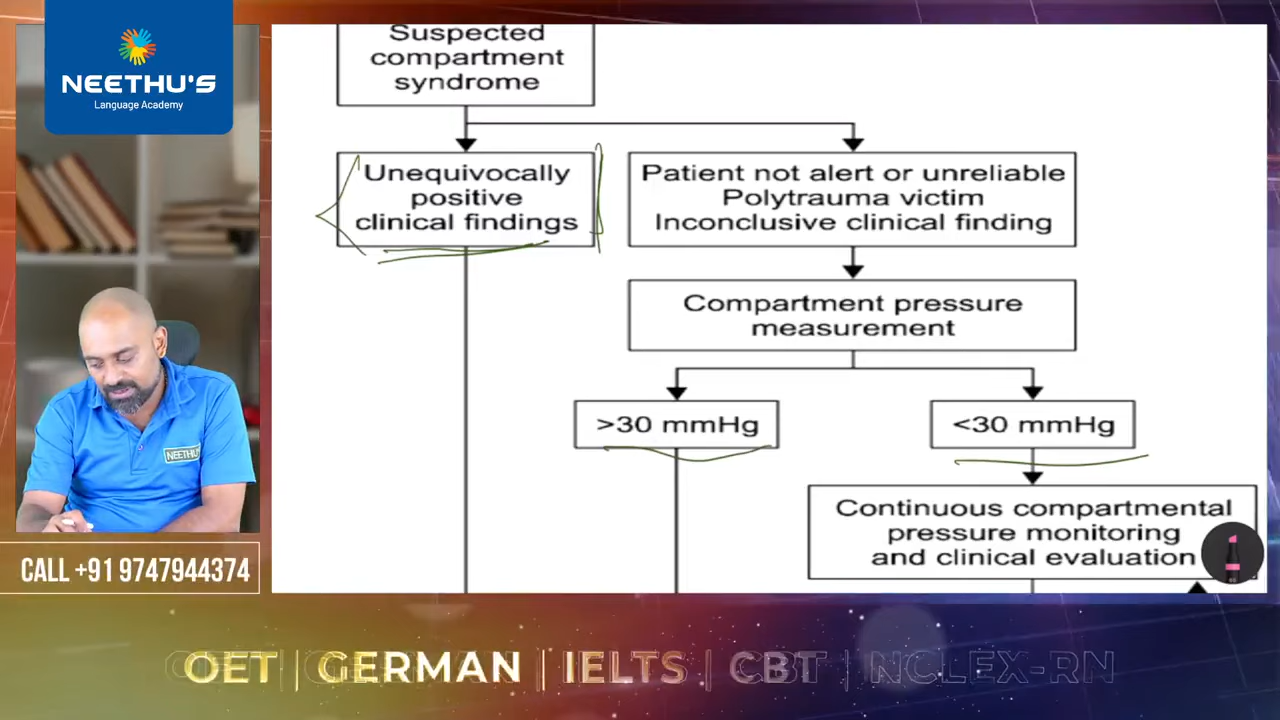 NEETHU'S
Language Academy
Suspected
compartment
syndrome
Unequivocally
positive
clinical findings
Patient not alert or unreliable
Polytrauma victim
Inconclusive clinical finding
Compartment pressure
measurement
>30 mmHg
<30 mmHg
Continuous compartmental
pressure monitoring
and clinical evaluation
NEETHU'S
CALL +91 9747944374
OET | GERMAN | IELTS | CBT | NCLEX-RN